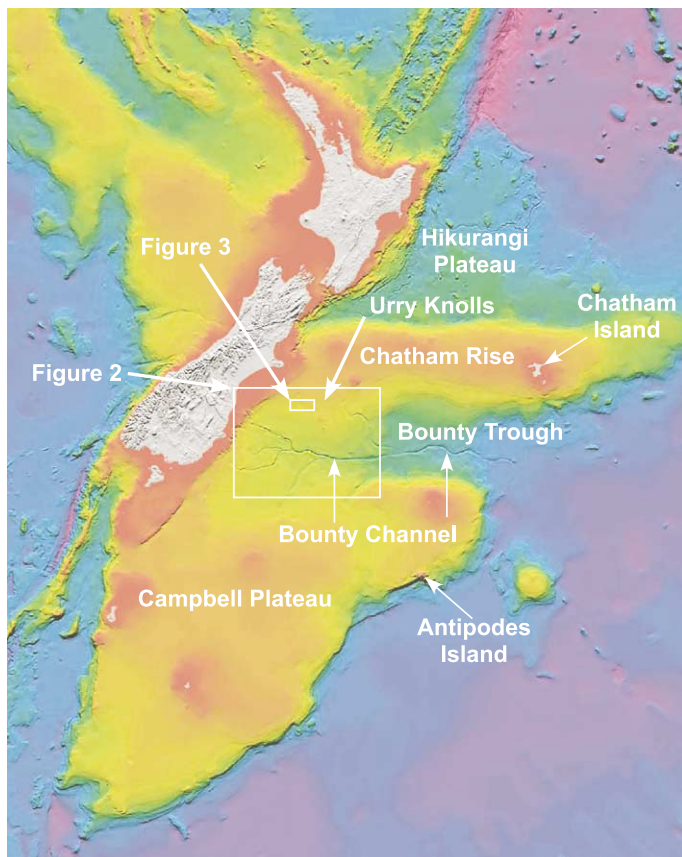 Figure 3
Hikurangi
Plateau
Urry Knolls
Chatham
Island
Chatham Rise
Figure 2
Bounty Trough
Bounty Channel
Campbell Plateau
Antipodes
Island